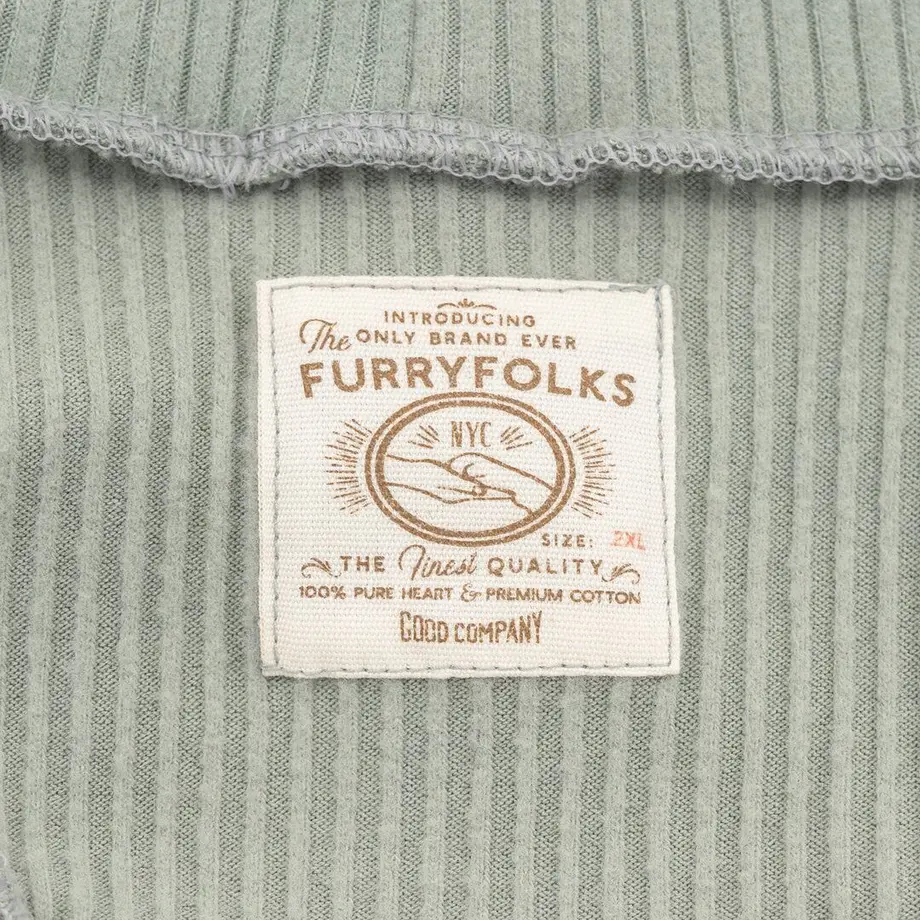 INTRODUCING
The ONLY BRAND EVER
FURRYFOLKS
NYC
SIZE: 2XL
THE Finest QUALITY
100% PURE HEART & PREMIUM COTTON
GOOD COMPANY